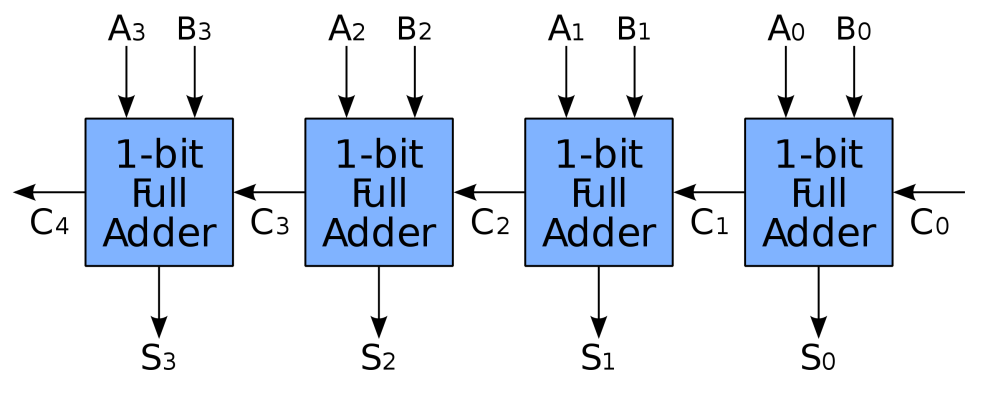 A3 B3 A2 B2 A1 B1 A0 B0
1-bit Full Adder
1-bit Full Adder
1-bit Full Adder
1-bit Full Adder
C4 C3 C2 C1 C0
S3 S2 S1 S0